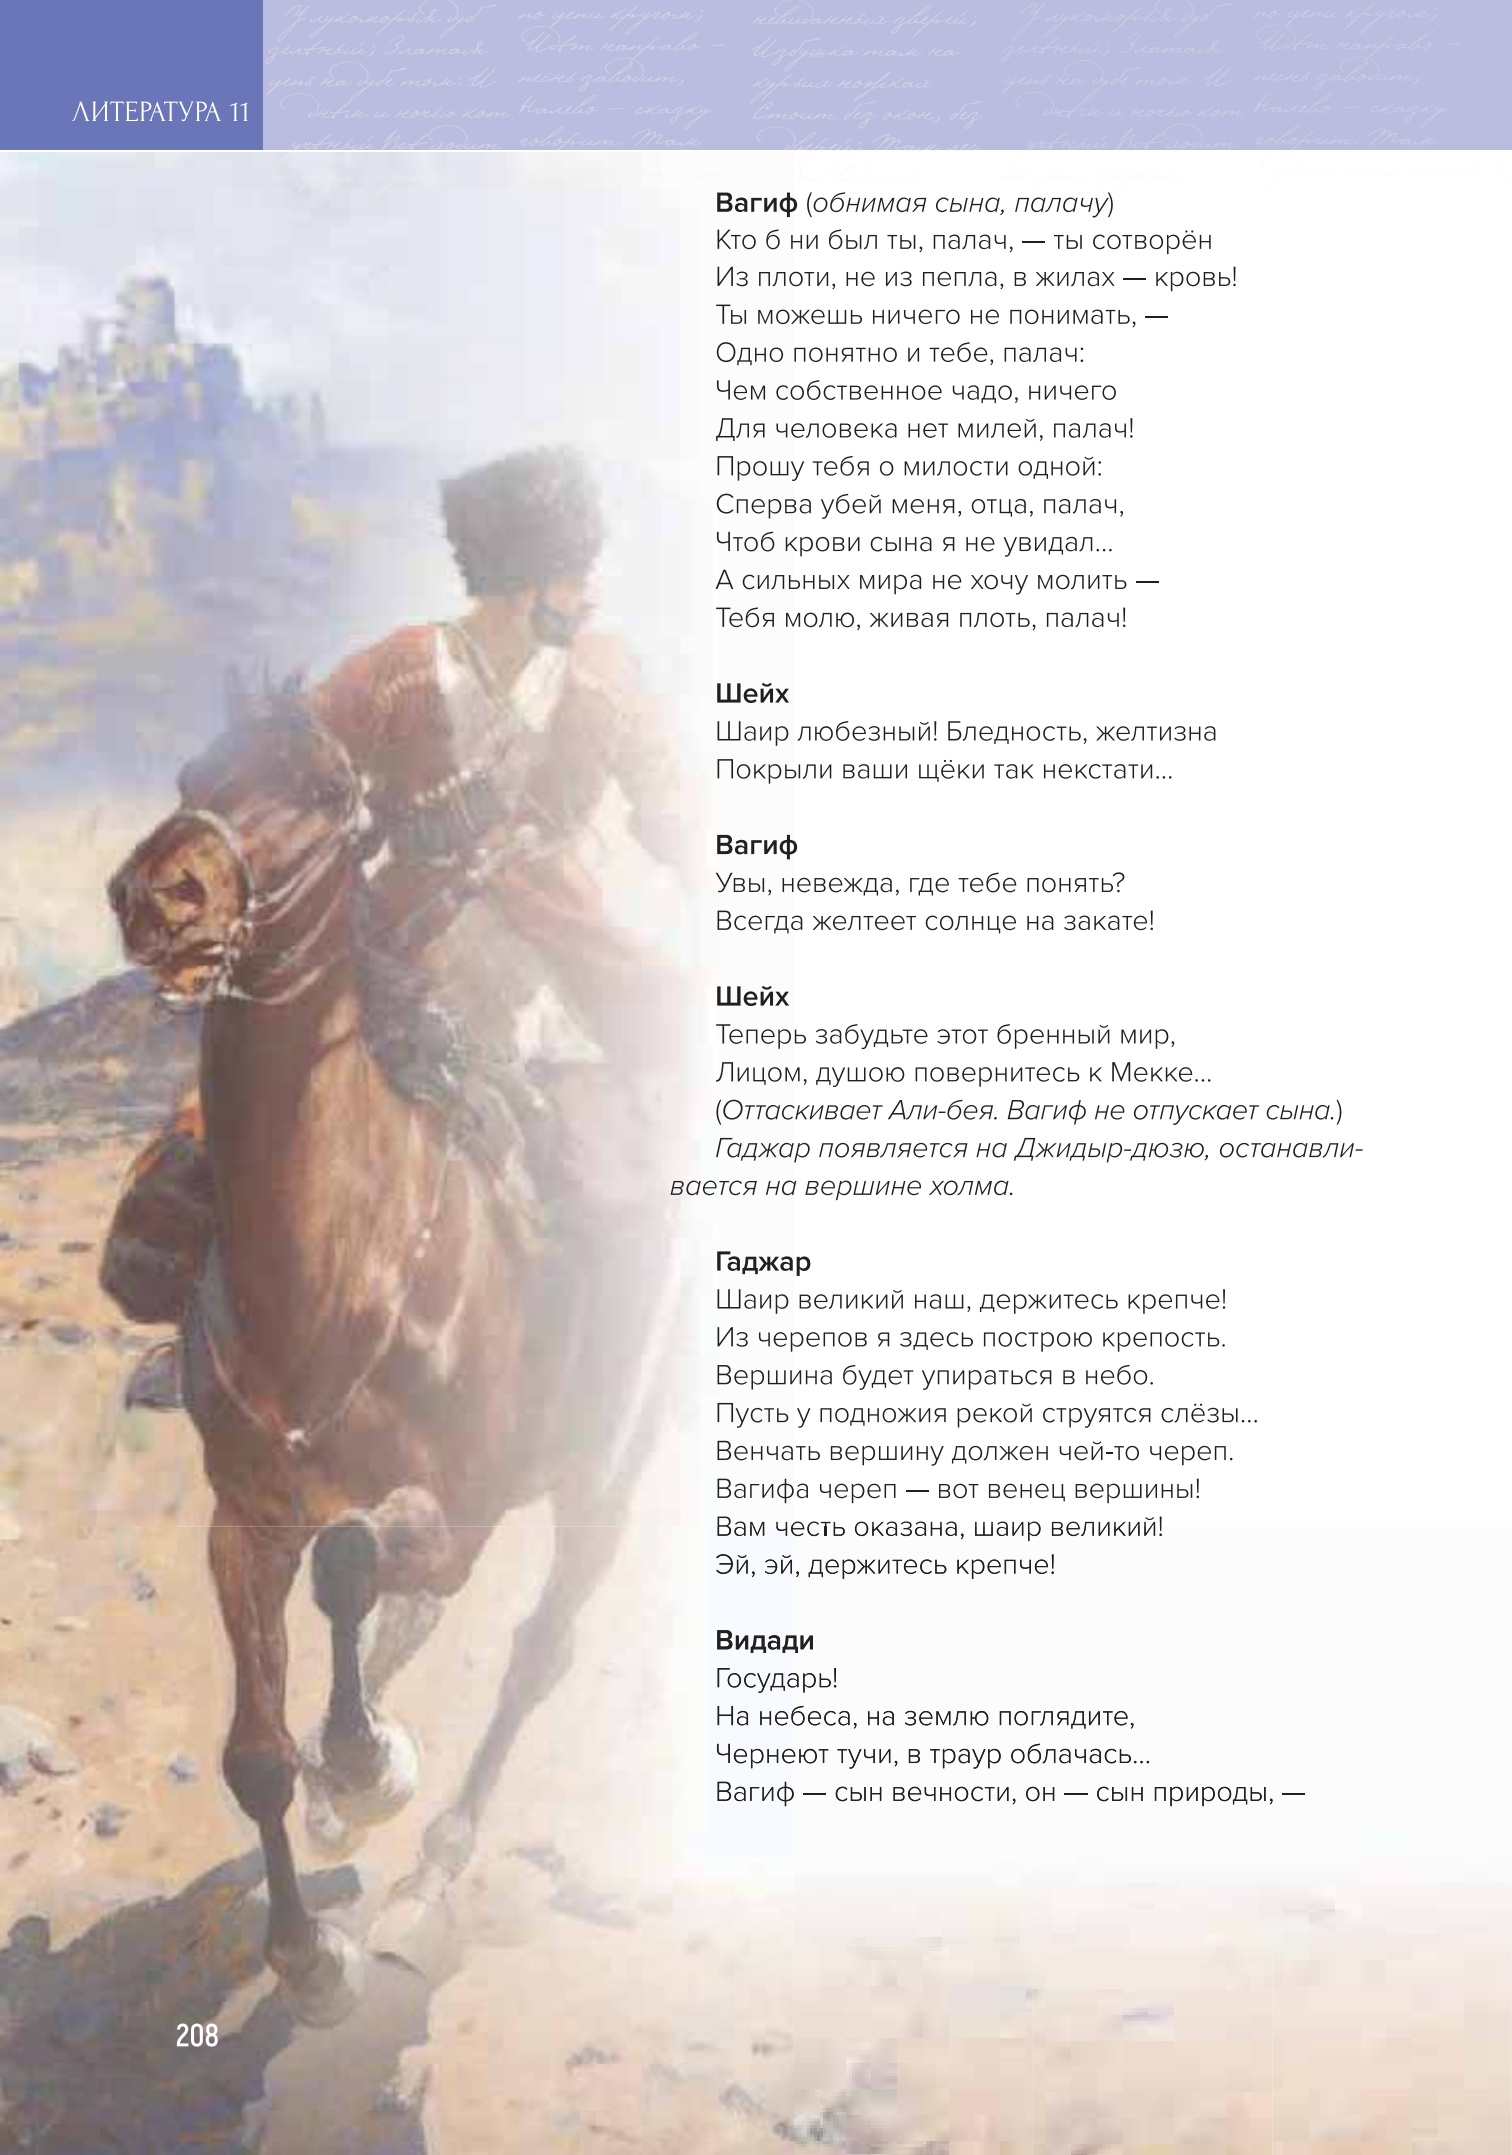 ЛИТЕРАТУРА 11
Вагиф (обнимая сына, палачу)
Кто б ни был ты, палач, — ты сотворён
Из плоти, не из пепла, в жилах — кровь!
Ты можешь ничего не понимать, —
Одно понятно и тебе, палач:
Чем собственное чадо, ничего
Для человека нет милей, палач!
Прошу тебя о милости одной:
Сперва убей меня, отца, палач,
Чтоб крови сына я не увидал...
А сильных мира не хочу молить —
Тебя молю, живая плоть, палач!
Шейх
Шаир любезный! Бледность, желтизна
Покрыли ваши щёки так некстати...
Вагиф
Увы, невежда, где тебе понять?
Всегда желтеет солнце на закате!
Шейх
Теперь забудьте этот бренный мир,
Лицом, душою повернитесь к Мекке...
(Оттаскивает Али-бея. Вагиф не отпускает сына.)
Гаджар появляется на Джидыр-дюзю, останавли-
вается на вершине холма.
Гаджар
Шаир великий наш, держитесь крепче!
Из черепов я здесь построю крепость.
Вершина будет упираться в небо.
Пусть у подножия рекой струятся слёзы...
Венчать вершину должен чей-то череп.
Вагифа череп — вот венец вершины!
Вам честь оказана, шаир великий!
Эй, эй, держитесь крепче!
Видади
Государь!
На небеса, на землю поглядите,
Чернеют тучи, в траур облачась...
Вагиф — сын вечности, он — сын природы, —
208